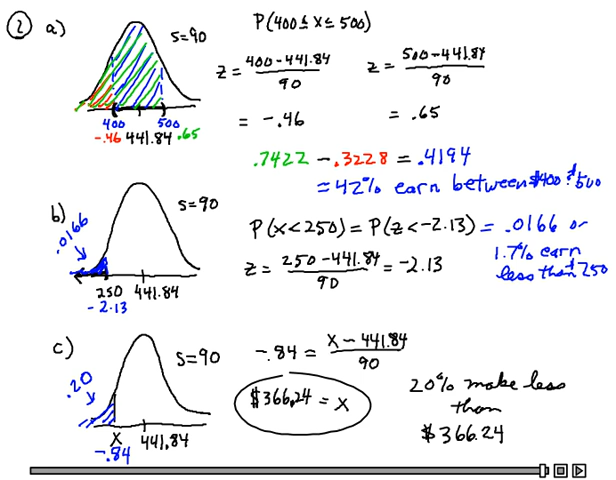 2 a) S=90 P(400≤x≤500)
z = 400-441.84 / 90 z = 500-441.84 / 90
= -.46 = .65
400 500
-.46 441.84 .65
.7422 - .3228 = .4194
= 42% earn between $400 & $500
b) S=90 P(x<250) = P(z<-2.13) = .0166 or
.0166 z = 250-441.84 / 90 = -2.13 1.7% earn
less than $250
250 441.84
-2.13
c) S=90 -.84 = x-441.84 / 90
.20 $366.24 = x 20% make less
than
$366.24
x 441.84
-.84